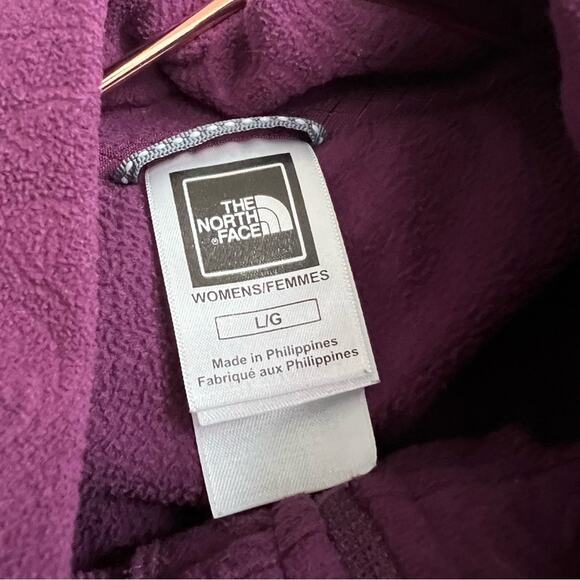 THE
NORTH
FACE
®
WOMENS/FEMMES
L/G
Made in Philippines
Fabriqué aux Philippines